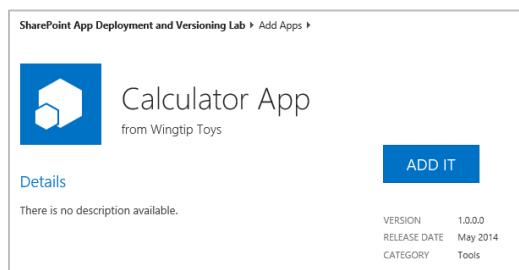 SharePoint App Deployment and Versioning Lab ▸ Add Apps ▸
Calculator App
from Wingtip Toys
ADD IT
Details
There is no description available.
VERSION 1.0.0.0
RELEASE DATE May 2014
CATEGORY Tools